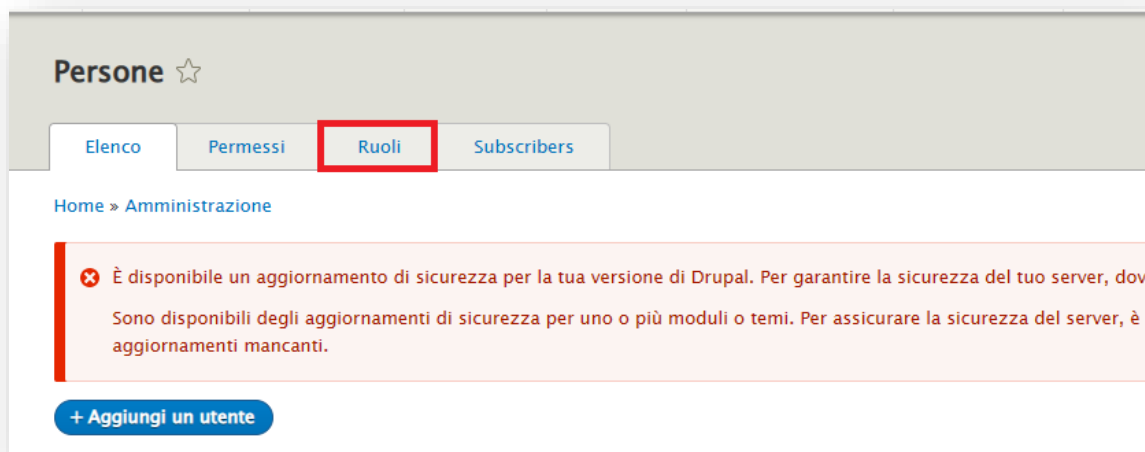 Persone
Elenco Permessi Ruoli Subscribers
Home » Amministrazione
È disponibile un aggiornamento di sicurezza per la tua versione di Drupal. Per garantire la sicurezza del tuo server, dov
Sono disponibili degli aggiornamenti di sicurezza per uno o più moduli o temi. Per assicurare la sicurezza del server, è
aggiornamenti mancanti.
+ Aggiungi un utente